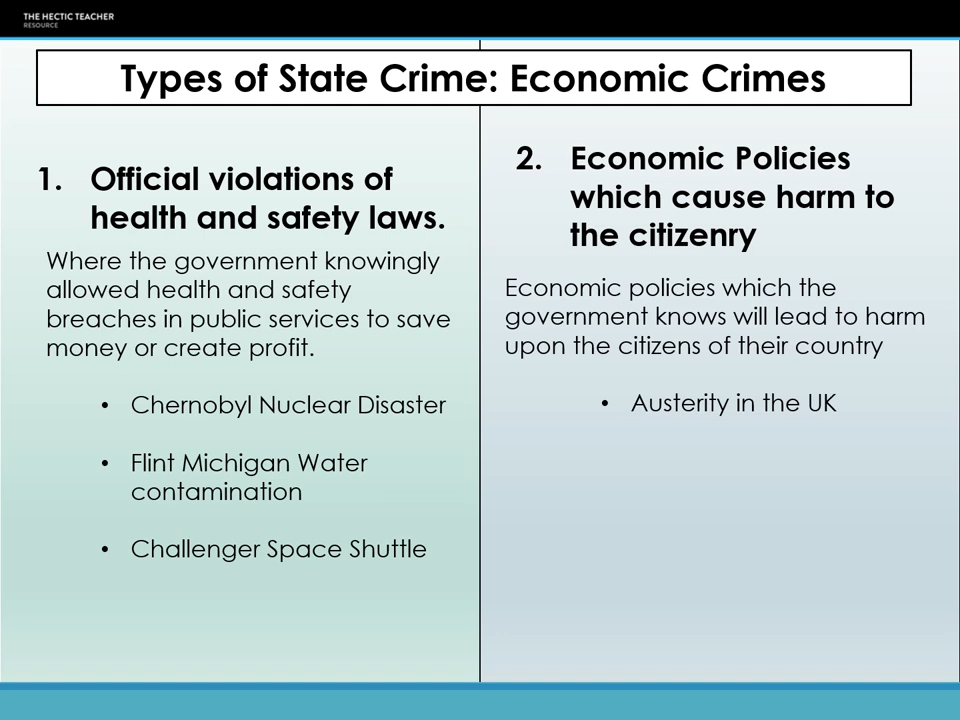 THE HECTIC TEACHER
RESOURCE
Types of State Crime: Economic Crimes
1. Official violations of
health and safety laws.
Where the government knowingly
allowed health and safety
breaches in public services to save
money or create profit.
• Chernobyl Nuclear Disaster
• Flint Michigan Water
contamination
• Challenger Space Shuttle
2. Economic Policies
which cause harm to
the citizenry
Economic policies which the
government knows will lead to harm
upon the citizens of their country
• Austerity in the UK